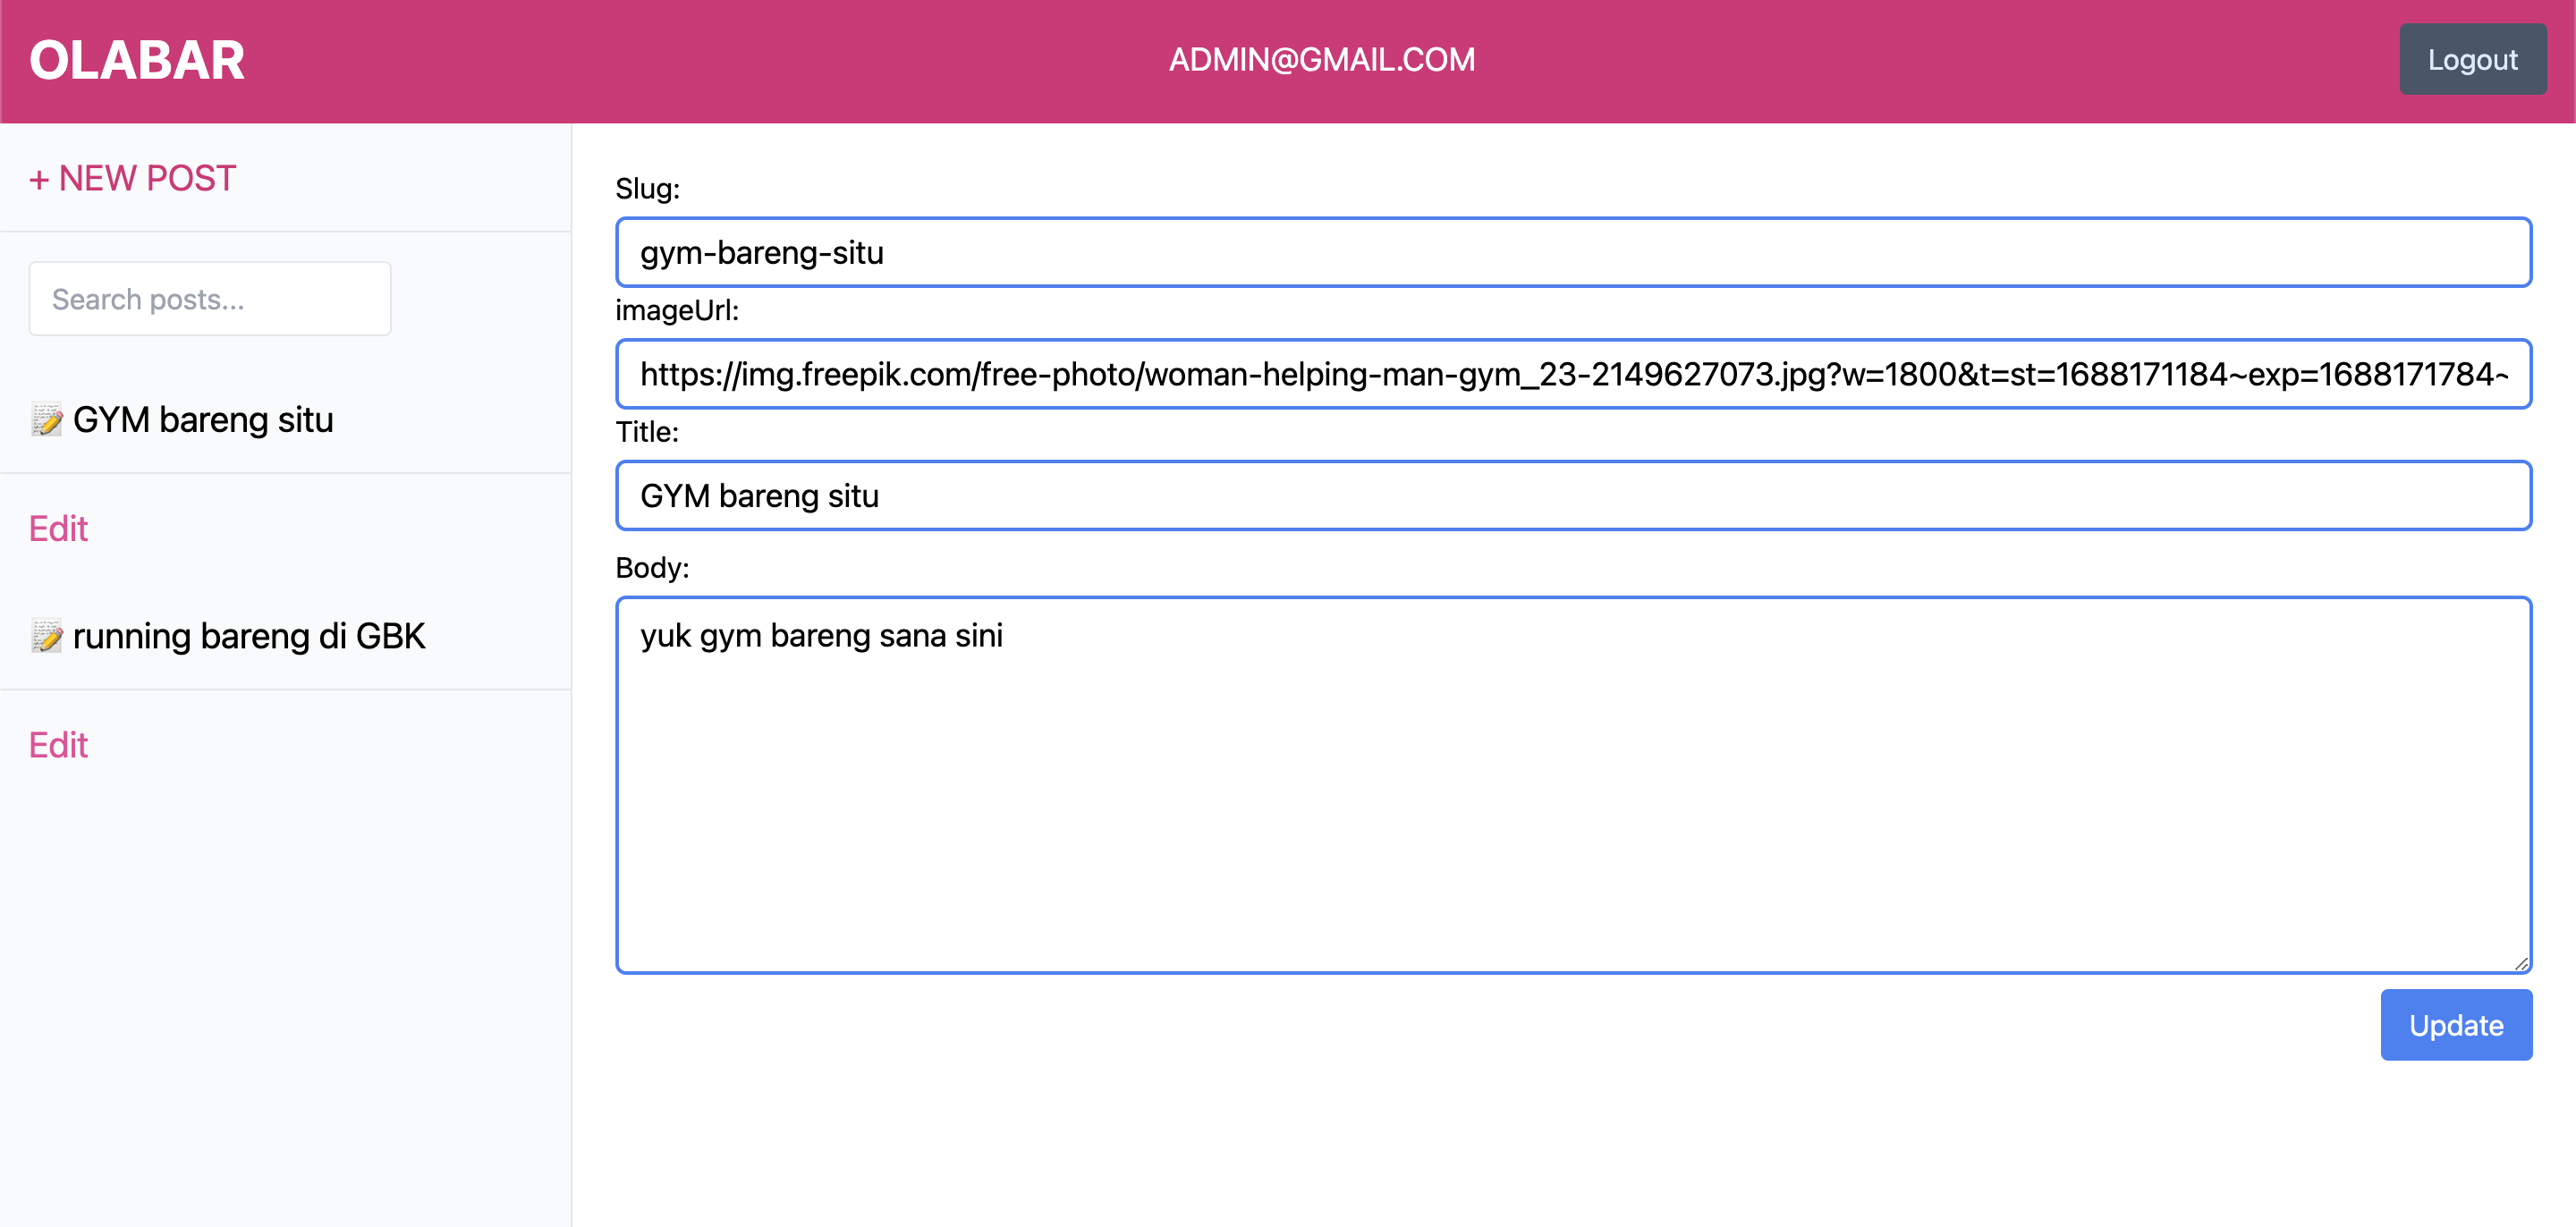 OLABAR
ADMIN@GMAIL.COM
Logout
+ NEW POST
Search posts...
GYM bareng situ
Edit
running bareng di GBK
Edit
Slug:
gym-bareng-situ
imageUrl:
https://img.freepik.com/free-photo/woman-helping-man-gym_23-2149627073.jpg?w=1800&t=st=1688171184~exp=1688171784~
Title:
GYM bareng situ
Body:
yuk gym bareng sana sini
Update